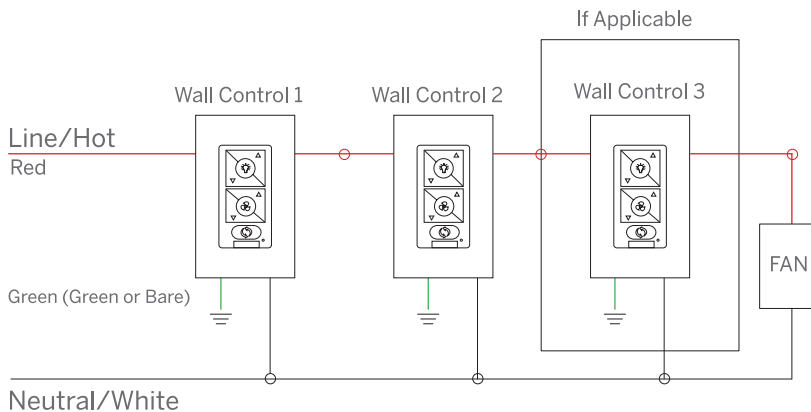 If Applicable
Wall Control 1
Wall Control 2
Wall Control 3
Line/Hot
Red
FAN
Green (Green or Bare)
Neutral/White